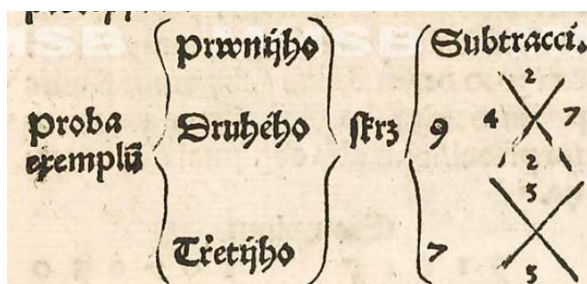 Prwnijho Subtracci.
2
Proba Druhého skrz 9 4 7
exemplů 2
5
Třetijho 7
5